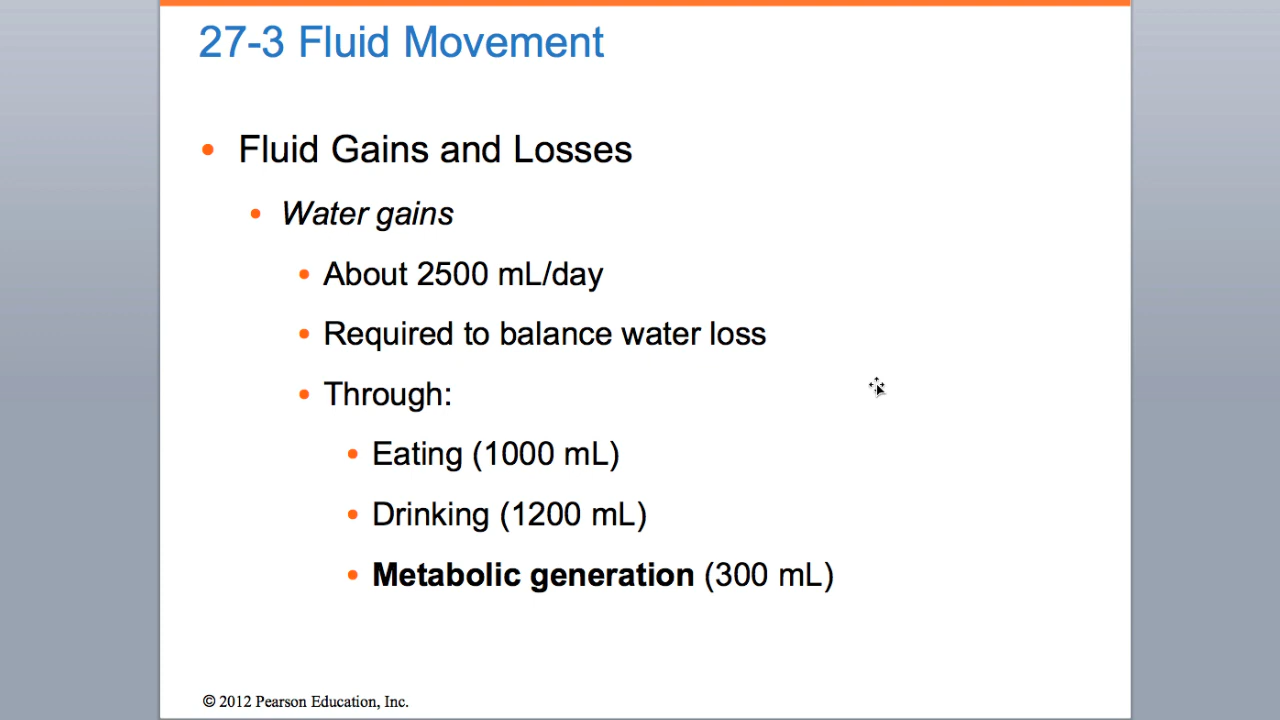 27-3 Fluid Movement
• Fluid Gains and Losses
• Water gains
• About 2500 mL/day
• Required to balance water loss
• Through:
• Eating (1000 mL)
• Drinking (1200 mL)
• Metabolic generation (300 mL)
© 2012 Pearson Education, Inc.